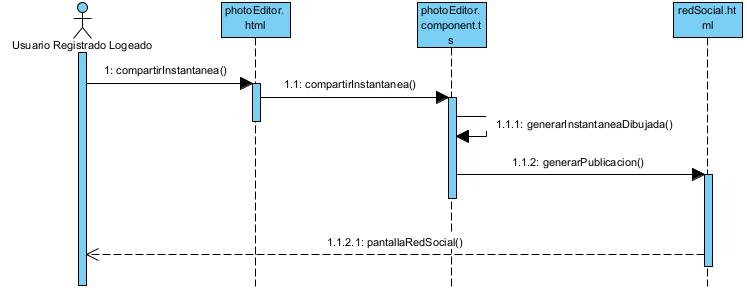 photoEditor.
html
photoEditor.
component.t
s
redSocial.ht
ml
Usuario Registrado Logeado
1: compartirInstantanea()
1.1: compartirInstantanea()
1.1.1: generarInstantaneaDibujada()
1.1.2: generarPublicacion()
1.1.2.1: pantallaRedSocial()